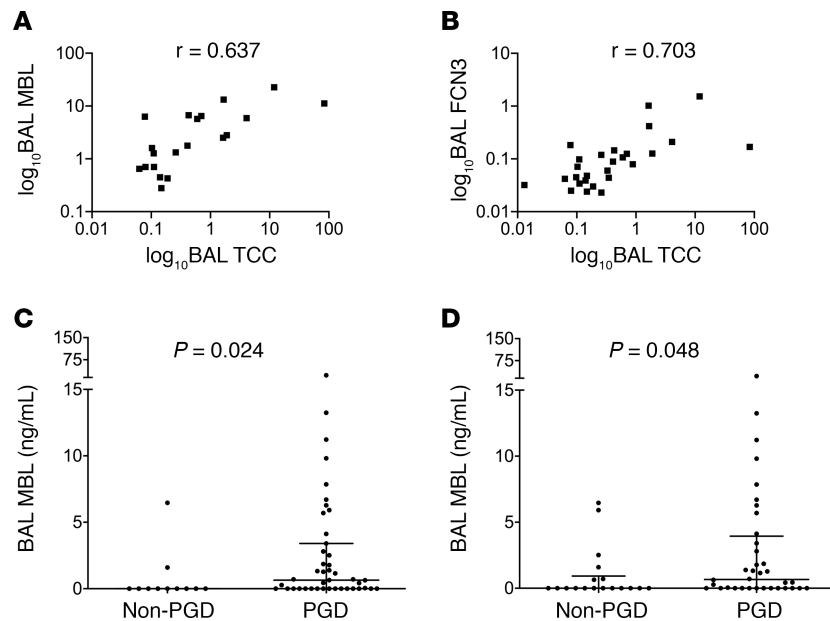 A
r = 0.637
log10BAL MBL
100
10
1
0.1
0.01 0.1 1 10 100
log10BAL TCC
B
r = 0.703
log10BAL FCN3
10
1
0.1
0.01
0.01 0.1 1 10 100
log10BAL TCC
C
P = 0.024
BAL MBL (ng/mL)
150
75
15
10
5
0
Non-PGD PGD
D
P = 0.048
BAL MBL (ng/mL)
150
75
15
10
5
0
Non-PGD PGD